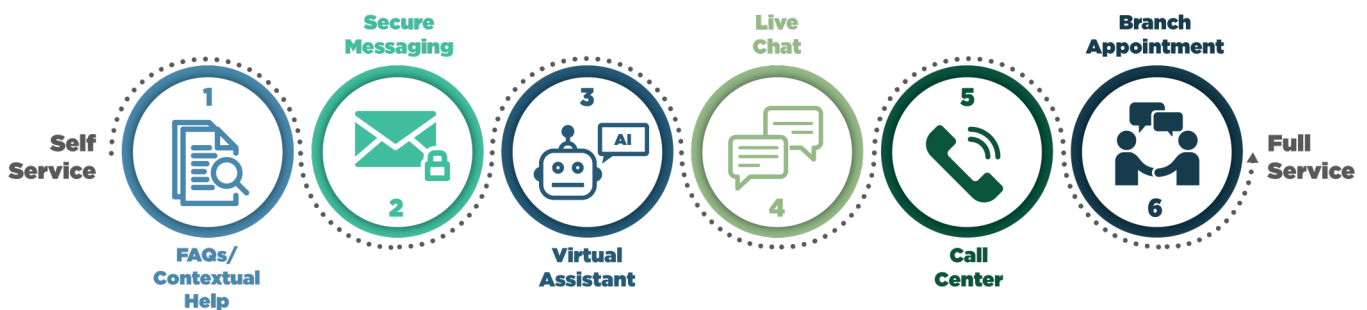 Self
Service
1
FAQs/
Contextual
Help
Secure
Messaging
2
3
AI
Virtual
Assistant
Live
Chat
4
5
Call
Center
Branch
Appointment
6
Full
Service